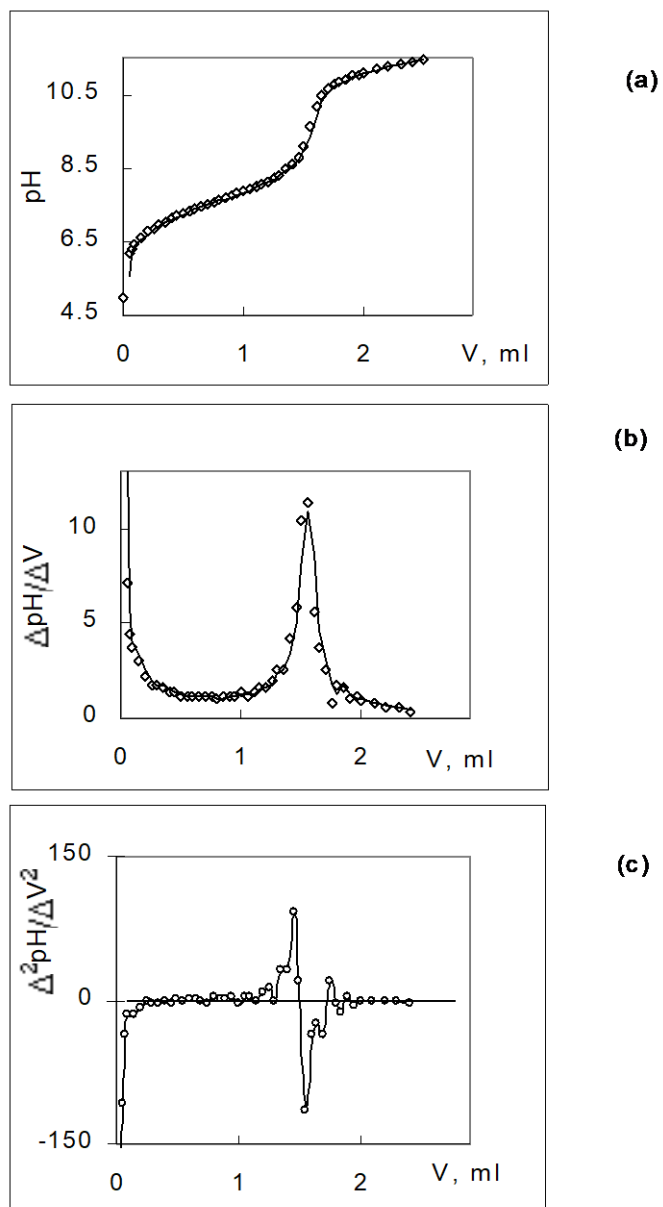 (a)
pH
10.5
8.5
6.5
4.5
0 1 2 V, ml
(b)
ΔpH/ΔV
10
5
0
0 1 2 V, ml
(c)
Δ²pH/ΔV²
150
0
-150
0 1 2 V, ml